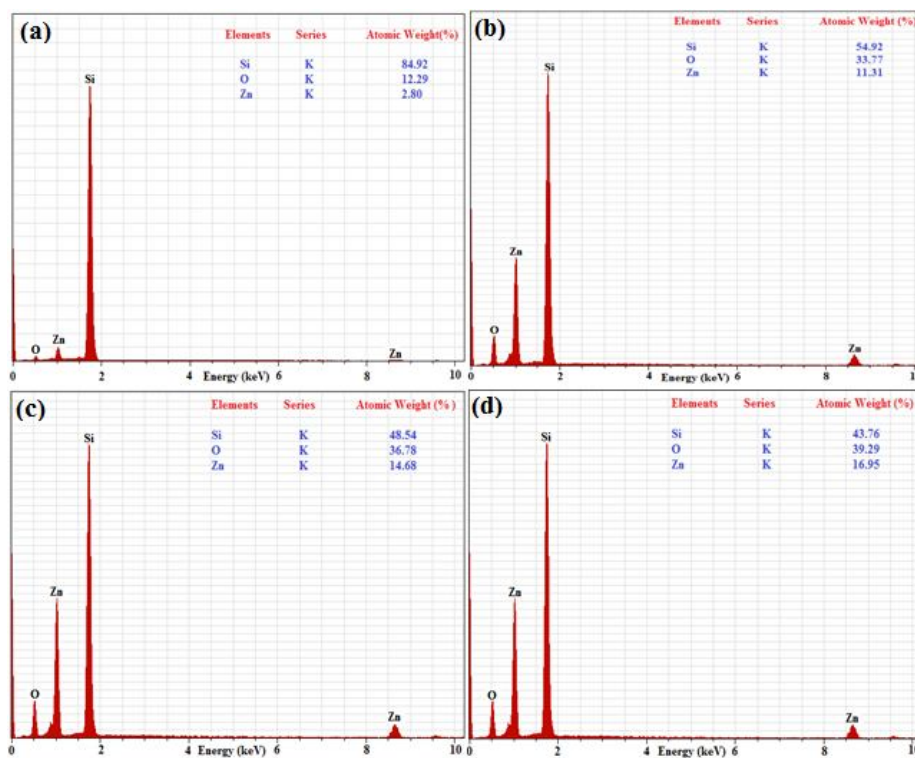 (a)
Elements Series Atomic Weight(%)
Si K 84.92
O K 12.29
Zn K 2.80
Si
O
Zn
Zn
0 2 4 6 8 10
Energy (keV)
(b)
Elements Series Atomic Weight (%)
Si K 54.92
O K 33.77
Zn K 11.31
Si
Zn
O
Zn
0 2 4 6 8 10
Energy (keV)
(c)
Elements Series Atomic Weight (%)
Si K 48.54
O K 36.78
Zn K 14.68
Si
Zn
O
Zn
0 2 4 6 8 10
Energy (keV)
(d)
Elements Series Atomic Weight (%)
Si K 43.76
O K 39.29
Zn K 16.95
Si
Zn
O
Zn
0 2 4 6 8 10
Energy (keV)